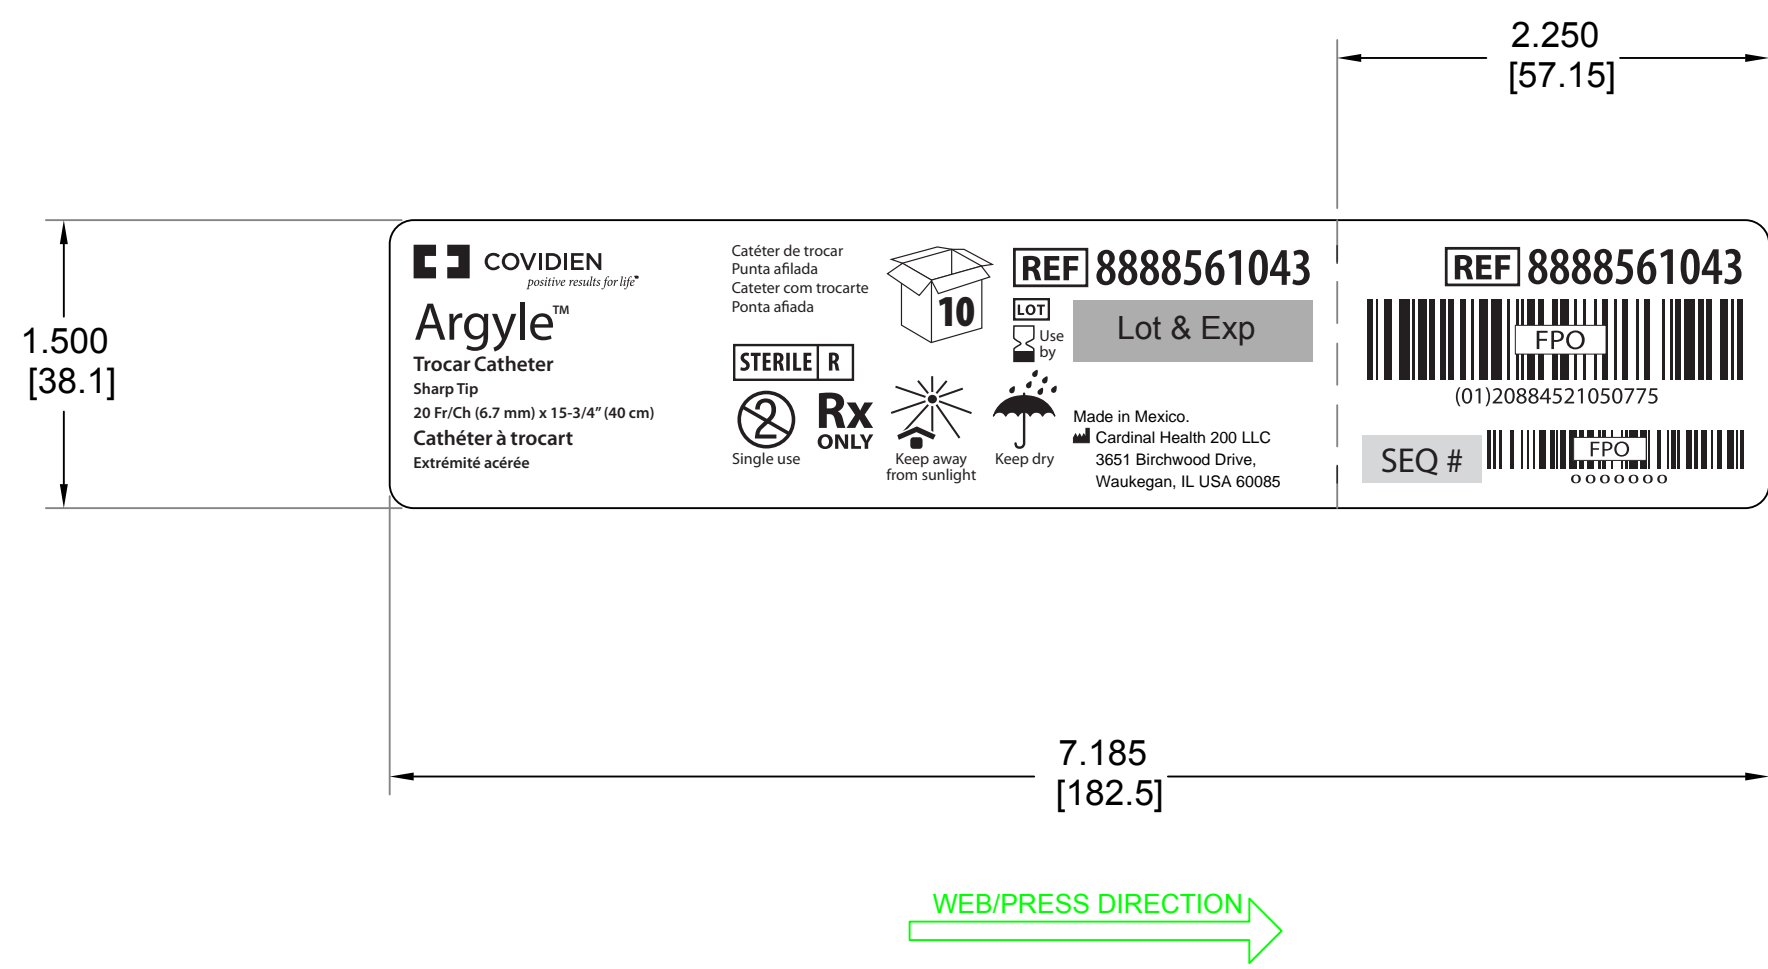 2.250
[57.15]
1.500
[38.1]
COVIDIEN
positive results for life™
Argyle™
Trocar Catheter
Sharp Tip
20 Fr/Ch (6.7 mm) x 15-3/4” (40 cm)
Cathéter à trocart
Extrémité acérée
Catéter de trocar
Punta afilada
Cateter com trocarte
Ponta afiada
10
STERILE R
2
Single use
Rx
ONLY
Keep away
from sunlight
Keep dry
REF 8888561043
LOT
Use
by
Lot & Exp
Made in Mexico.
Cardinal Health 200 LLC
3651 Birchwood Drive,
Waukegan, IL USA 60085
REF 8888561043
FPO
(01)20884521050775
SEQ #
FPO
0000000
7.185
[182.5]
WEB/PRESS DIRECTION